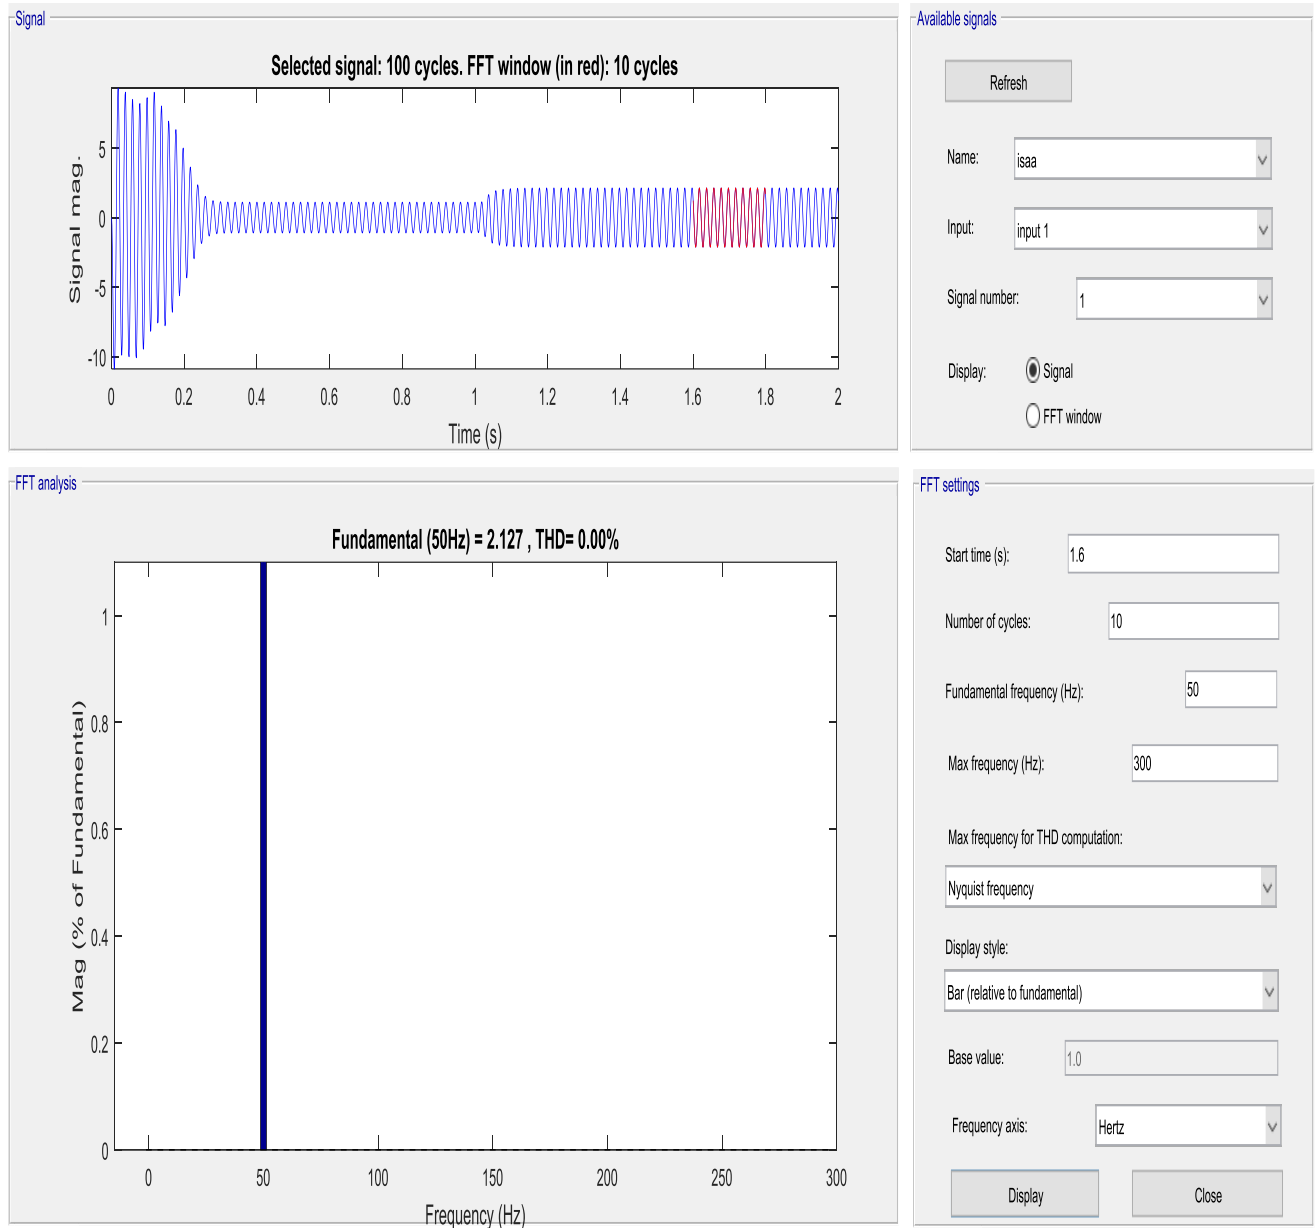 Signal
Selected signal: 100 cycles. FFT window (in red): 10 cycles
Signal mag.
5
0
-5
-10
0 0.2 0.4 0.6 0.8 1 1.2 1.4 1.6 1.8 2
Time (s)
Available signals
Refresh
Name: isaa
Input: input 1
Signal number: 1
Display: Signal
FFT window
FFT analysis
Fundamental (50Hz) = 2.127 , THD= 0.00%
Mag (% of Fundamental)
1
0.8
0.6
0.4
0.2
0
0 50 100 150 200 250 300
Frequency (Hz)
FFT settings
Start time (s): 1.6
Number of cycles: 10
Fundamental frequency (Hz): 50
Max frequency (Hz): 300
Max frequency for THD computation:
Nyquist frequency
Display style:
Bar (relative to fundamental)
Base value: 1.0
Frequency axis: Hertz
Display Close